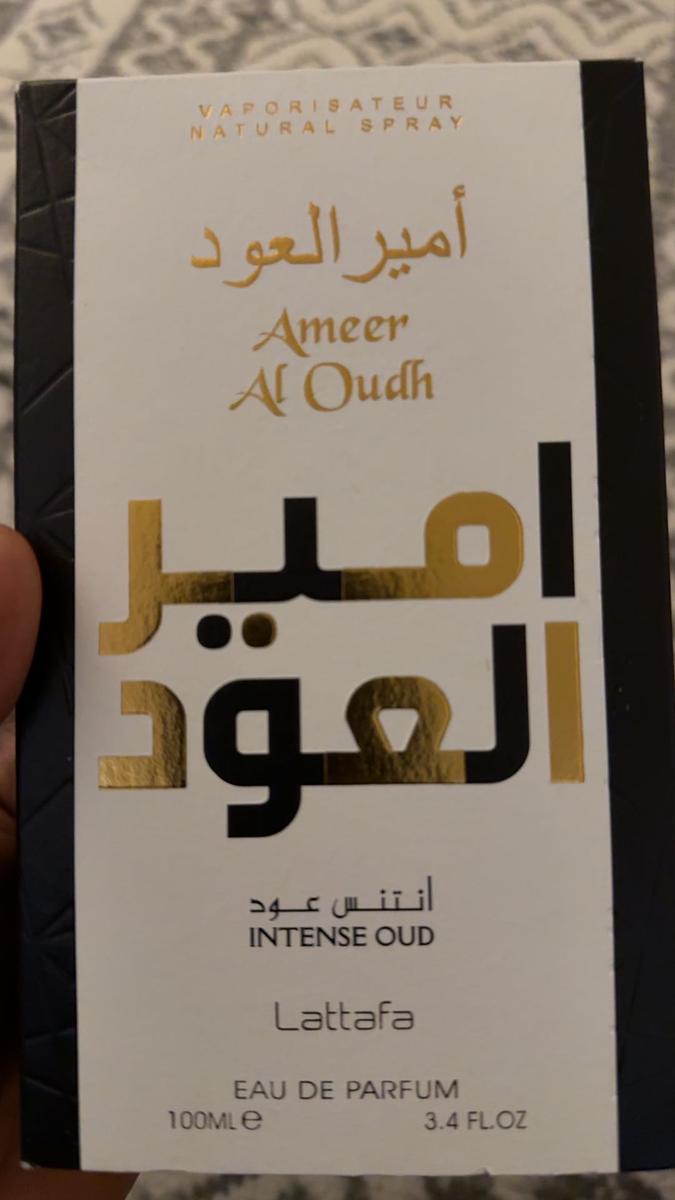 VAPORISATEUR
NATURAL SPRAY
أمير العود
Ameer
Al Oudh
امير
العود
أنتنس عود
INTENSE OUD
Lattafa
EAU DE PARFUM
100ML e 3.4 FL.OZ